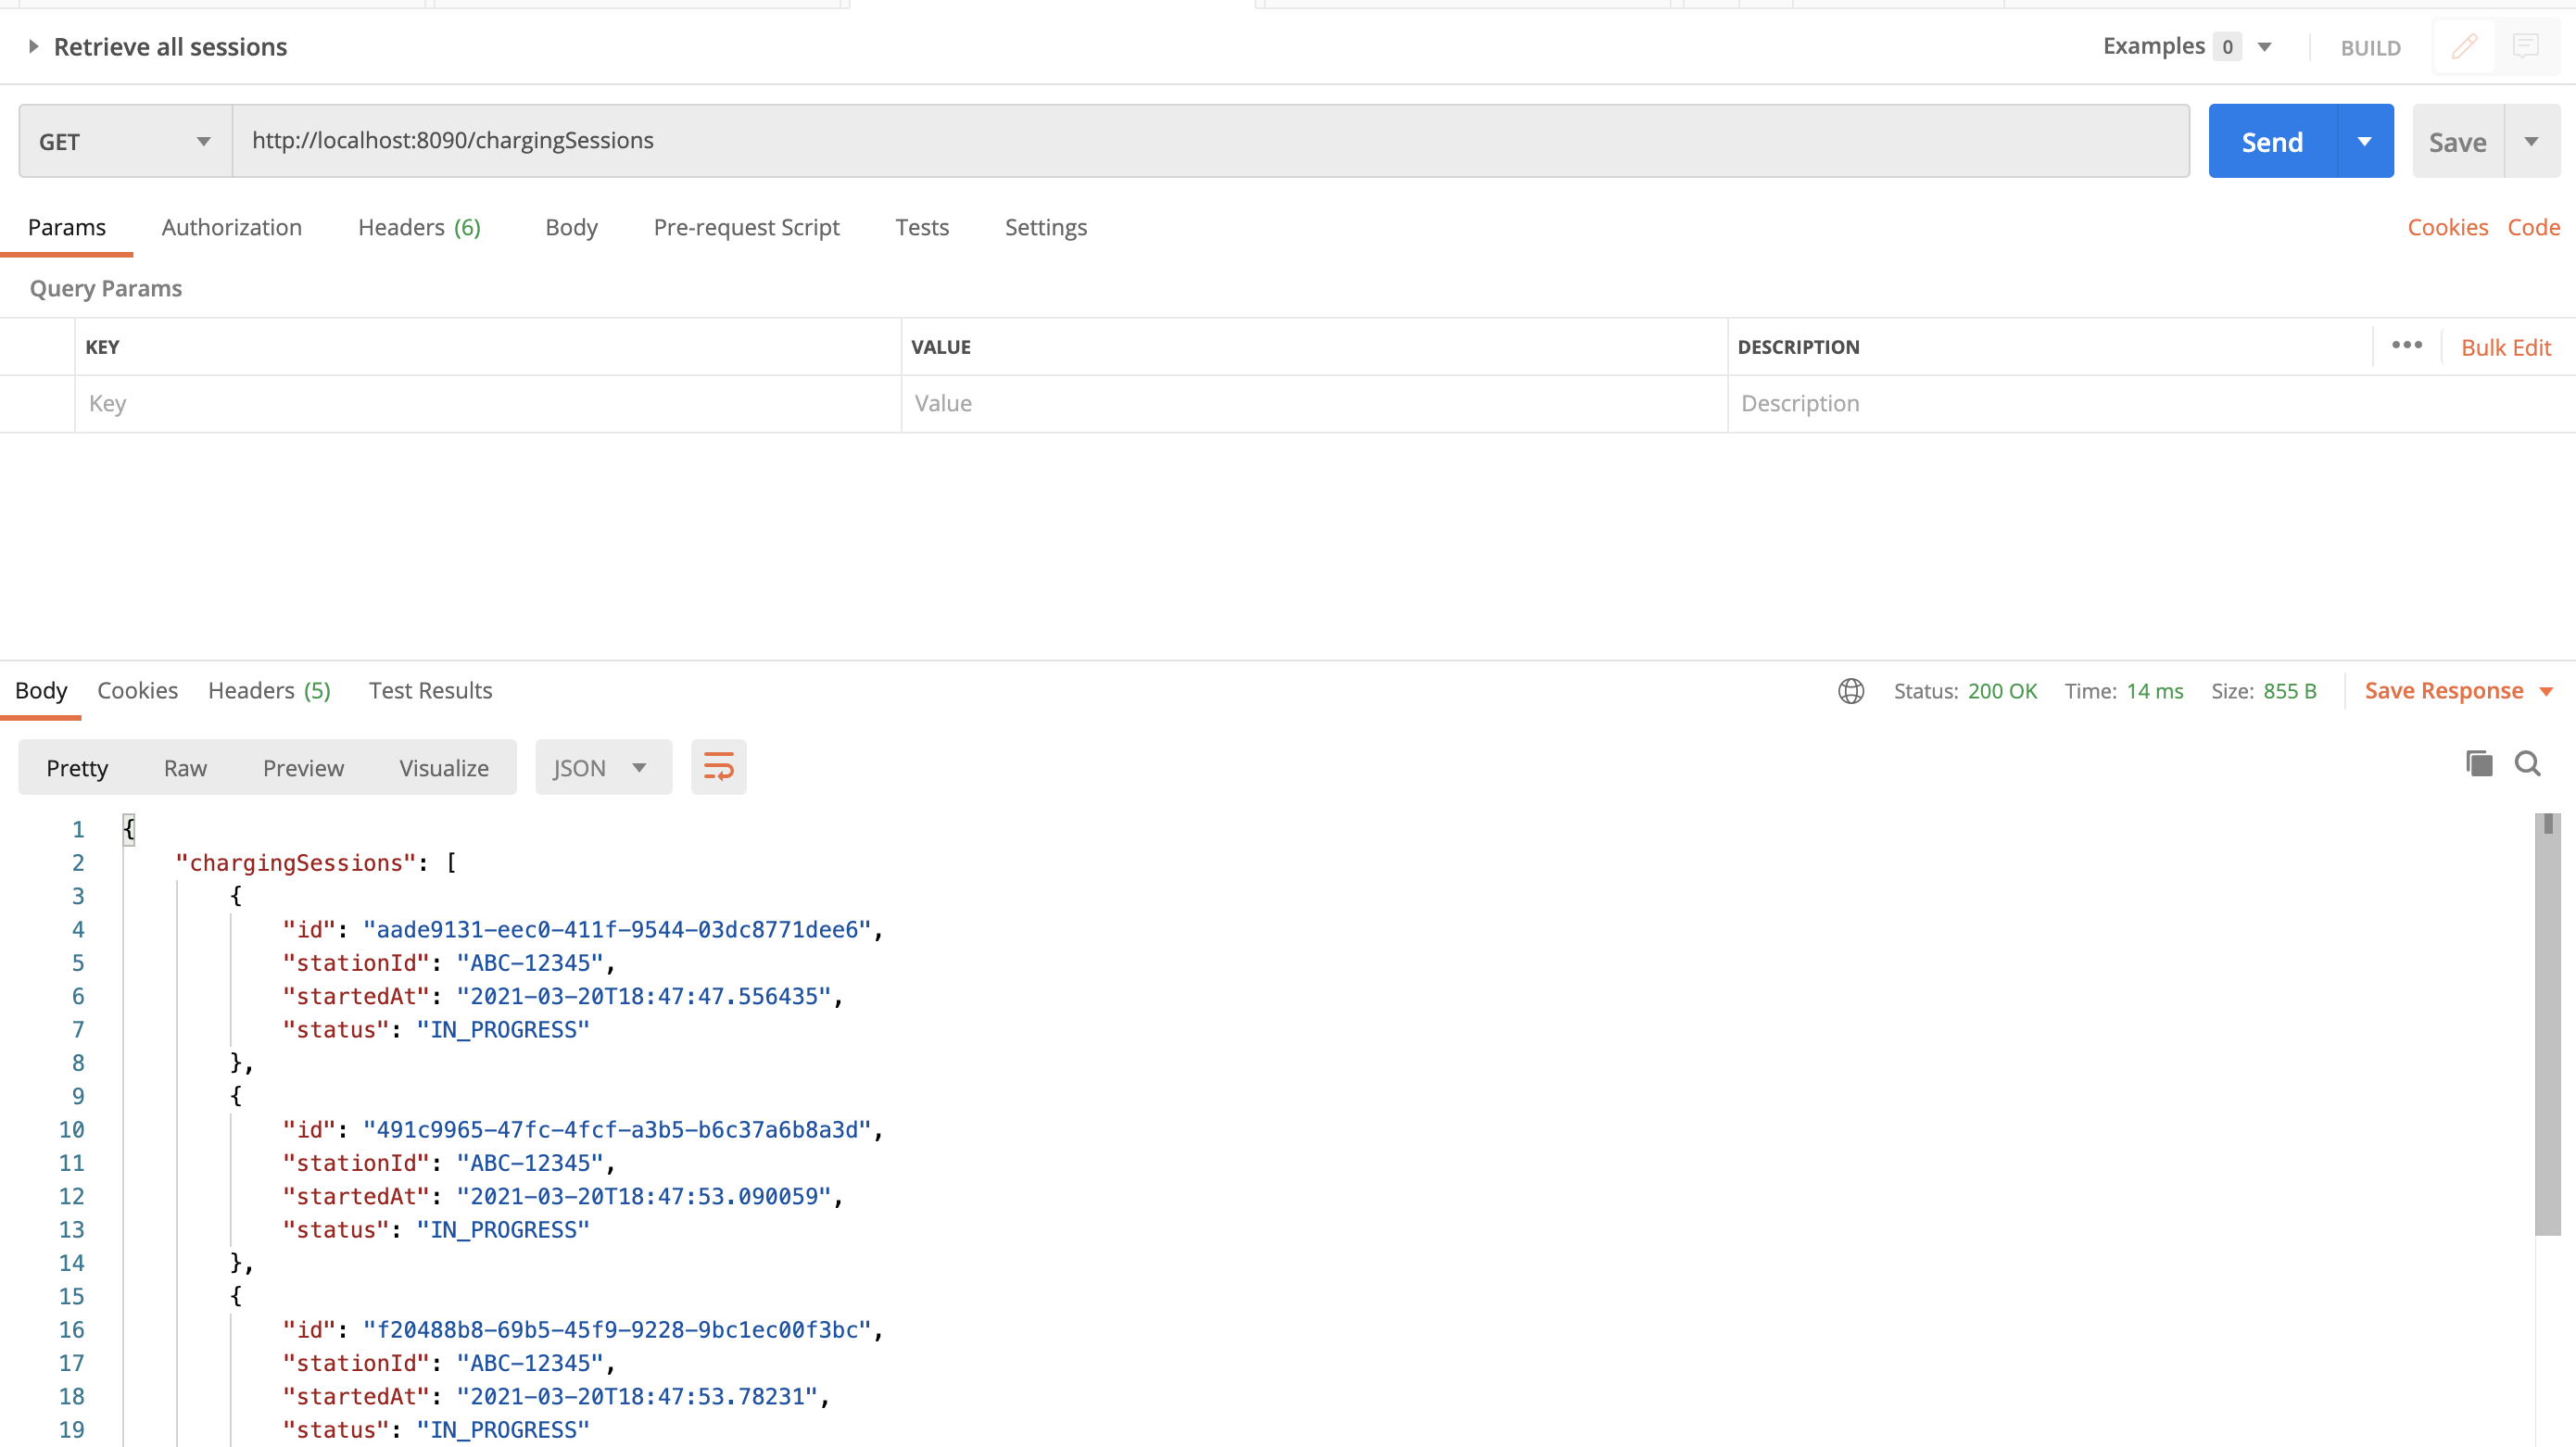 Retrieve all sessions
Examples 0 BUILD
GET http://localhost:8090/chargingSessions Send Save
Params Authorization Headers (6) Body Pre-request Script Tests Settings Cookies Code
Query Params
KEY VALUE DESCRIPTION ••• Bulk Edit
Key Value Description
Body Cookies Headers (5) Test Results Status: 200 OK Time: 14 ms Size: 855 B Save Response
Pretty Raw Preview Visualize JSON
1 {
2 "chargingSessions": [
3 {
4 "id": "aade9131-eec0-411f-9544-03dc8771dee6",
5 "stationId": "ABC-12345",
6 "startedAt": "2021-03-20T18:47:47.556435",
7 "status": "IN_PROGRESS"
8 },
9 {
10 "id": "491c9965-47fc-4fcf-a3b5-b6c37a6b8a3d",
11 "stationId": "ABC-12345",
12 "startedAt": "2021-03-20T18:47:53.090059",
13 "status": "IN_PROGRESS"
14 },
15 {
16 "id": "f20488b8-69b5-45f9-9228-9bc1ec00f3bc",
17 "stationId": "ABC-12345",
18 "startedAt": "2021-03-20T18:47:53.78231",
19 "status": "IN_PROGRESS"